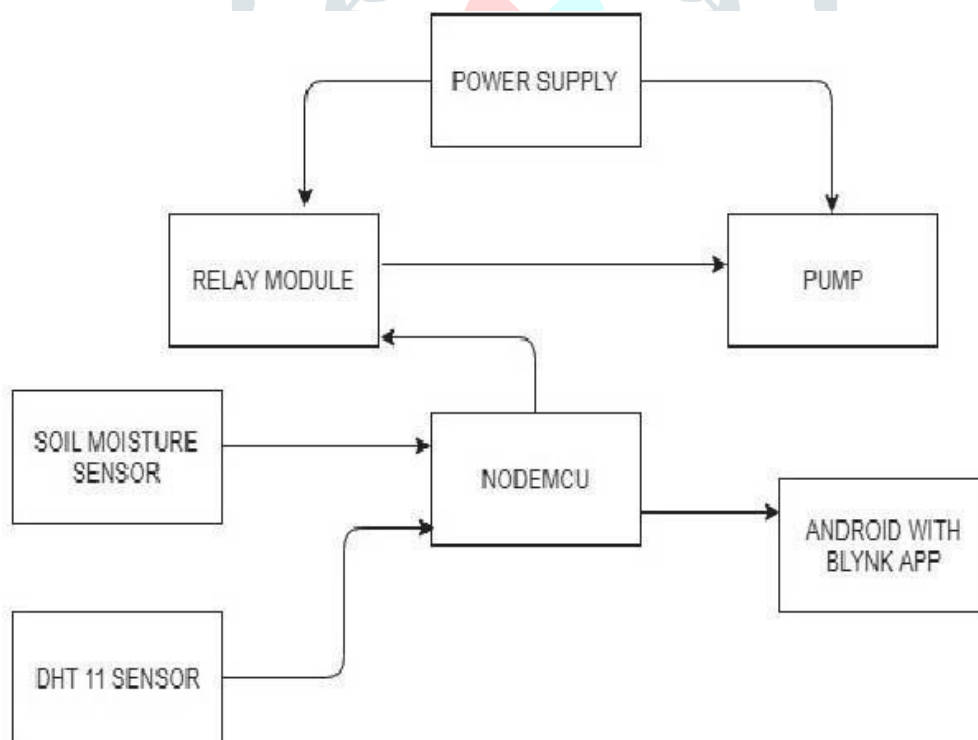 POWER SUPPLY
RELAY MODULE
PUMP
SOIL MOISTURE
SENSOR
NODEMCU
ANDROID WITH
BLYNK APP
DHT 11 SENSOR